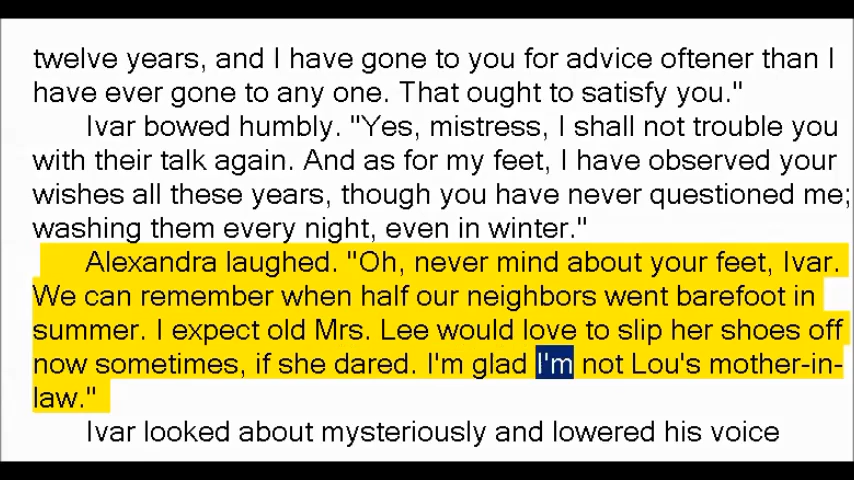 twelve years, and I have gone to you for advice oftener than I
have ever gone to any one. That ought to satisfy you."
Ivar bowed humbly. "Yes, mistress, I shall not trouble you
with their talk again. And as for my feet, I have observed your
wishes all these years, though you have never questioned me;
washing them every night, even in winter."
Alexandra laughed. "Oh, never mind about your feet, Ivar.
We can remember when half our neighbors went barefoot in
summer. I expect old Mrs. Lee would love to slip her shoes off
now sometimes, if she dared. I'm glad I'm not Lou's mother-in-
law."
Ivar looked about mysteriously and lowered his voice